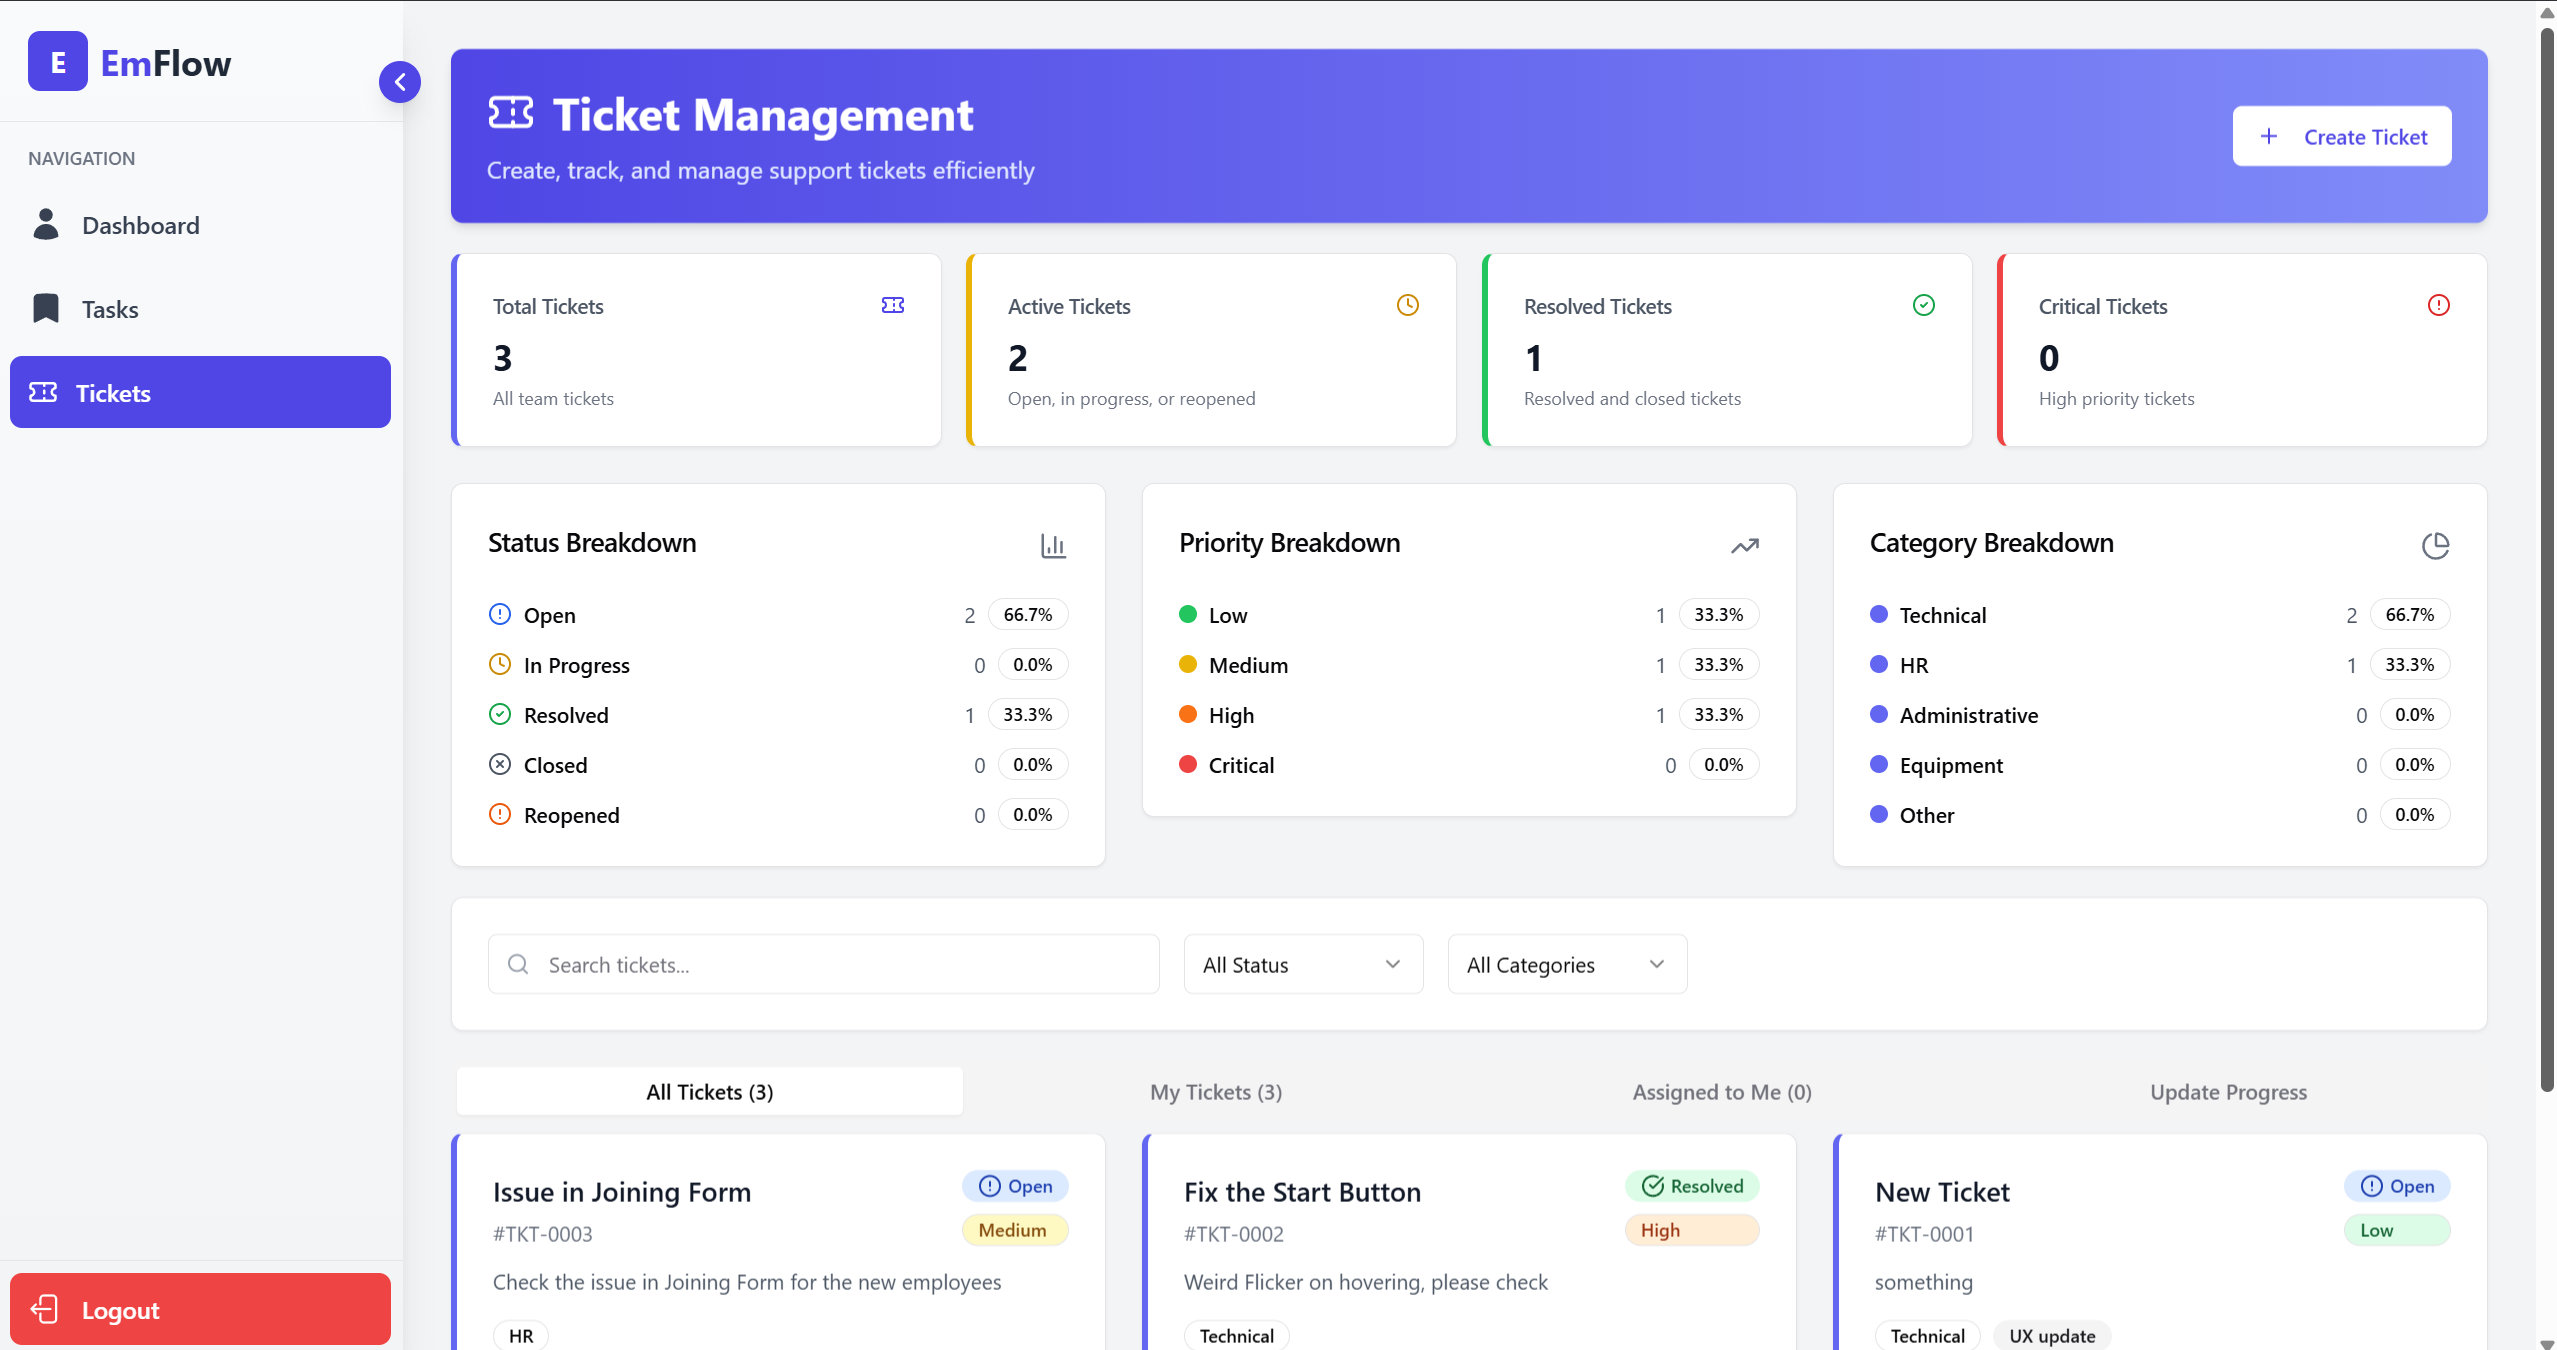 E EmFlow
NAVIGATION
Dashboard
Tasks
Tickets
Logout
Ticket Management
Create, track, and manage support tickets efficiently
+ Create Ticket
Total Tickets
3
All team tickets
Active Tickets
2
Open, in progress, or reopened
Resolved Tickets
1
Resolved and closed tickets
Critical Tickets
0
High priority tickets
Status Breakdown
Open 2 66.7%
In Progress 0 0.0%
Resolved 1 33.3%
Closed 0 0.0%
Reopened 0 0.0%
Priority Breakdown
Low 1 33.3%
Medium 1 33.3%
High 1 33.3%
Critical 0 0.0%
Category Breakdown
Technical 2 66.7%
HR 1 33.3%
Administrative 0 0.0%
Equipment 0 0.0%
Other 0 0.0%
Search tickets...
All Status
All Categories
All Tickets (3)
My Tickets (3)
Assigned to Me (0)
Update Progress
Issue in Joining Form
Open
#TKT-0003
Medium
Check the issue in Joining Form for the new employees
HR
Fix the Start Button
Resolved
#TKT-0002
High
Weird Flicker on hovering, please check
Technical
New Ticket
Open
#TKT-0001
Low
something
Technical UX update